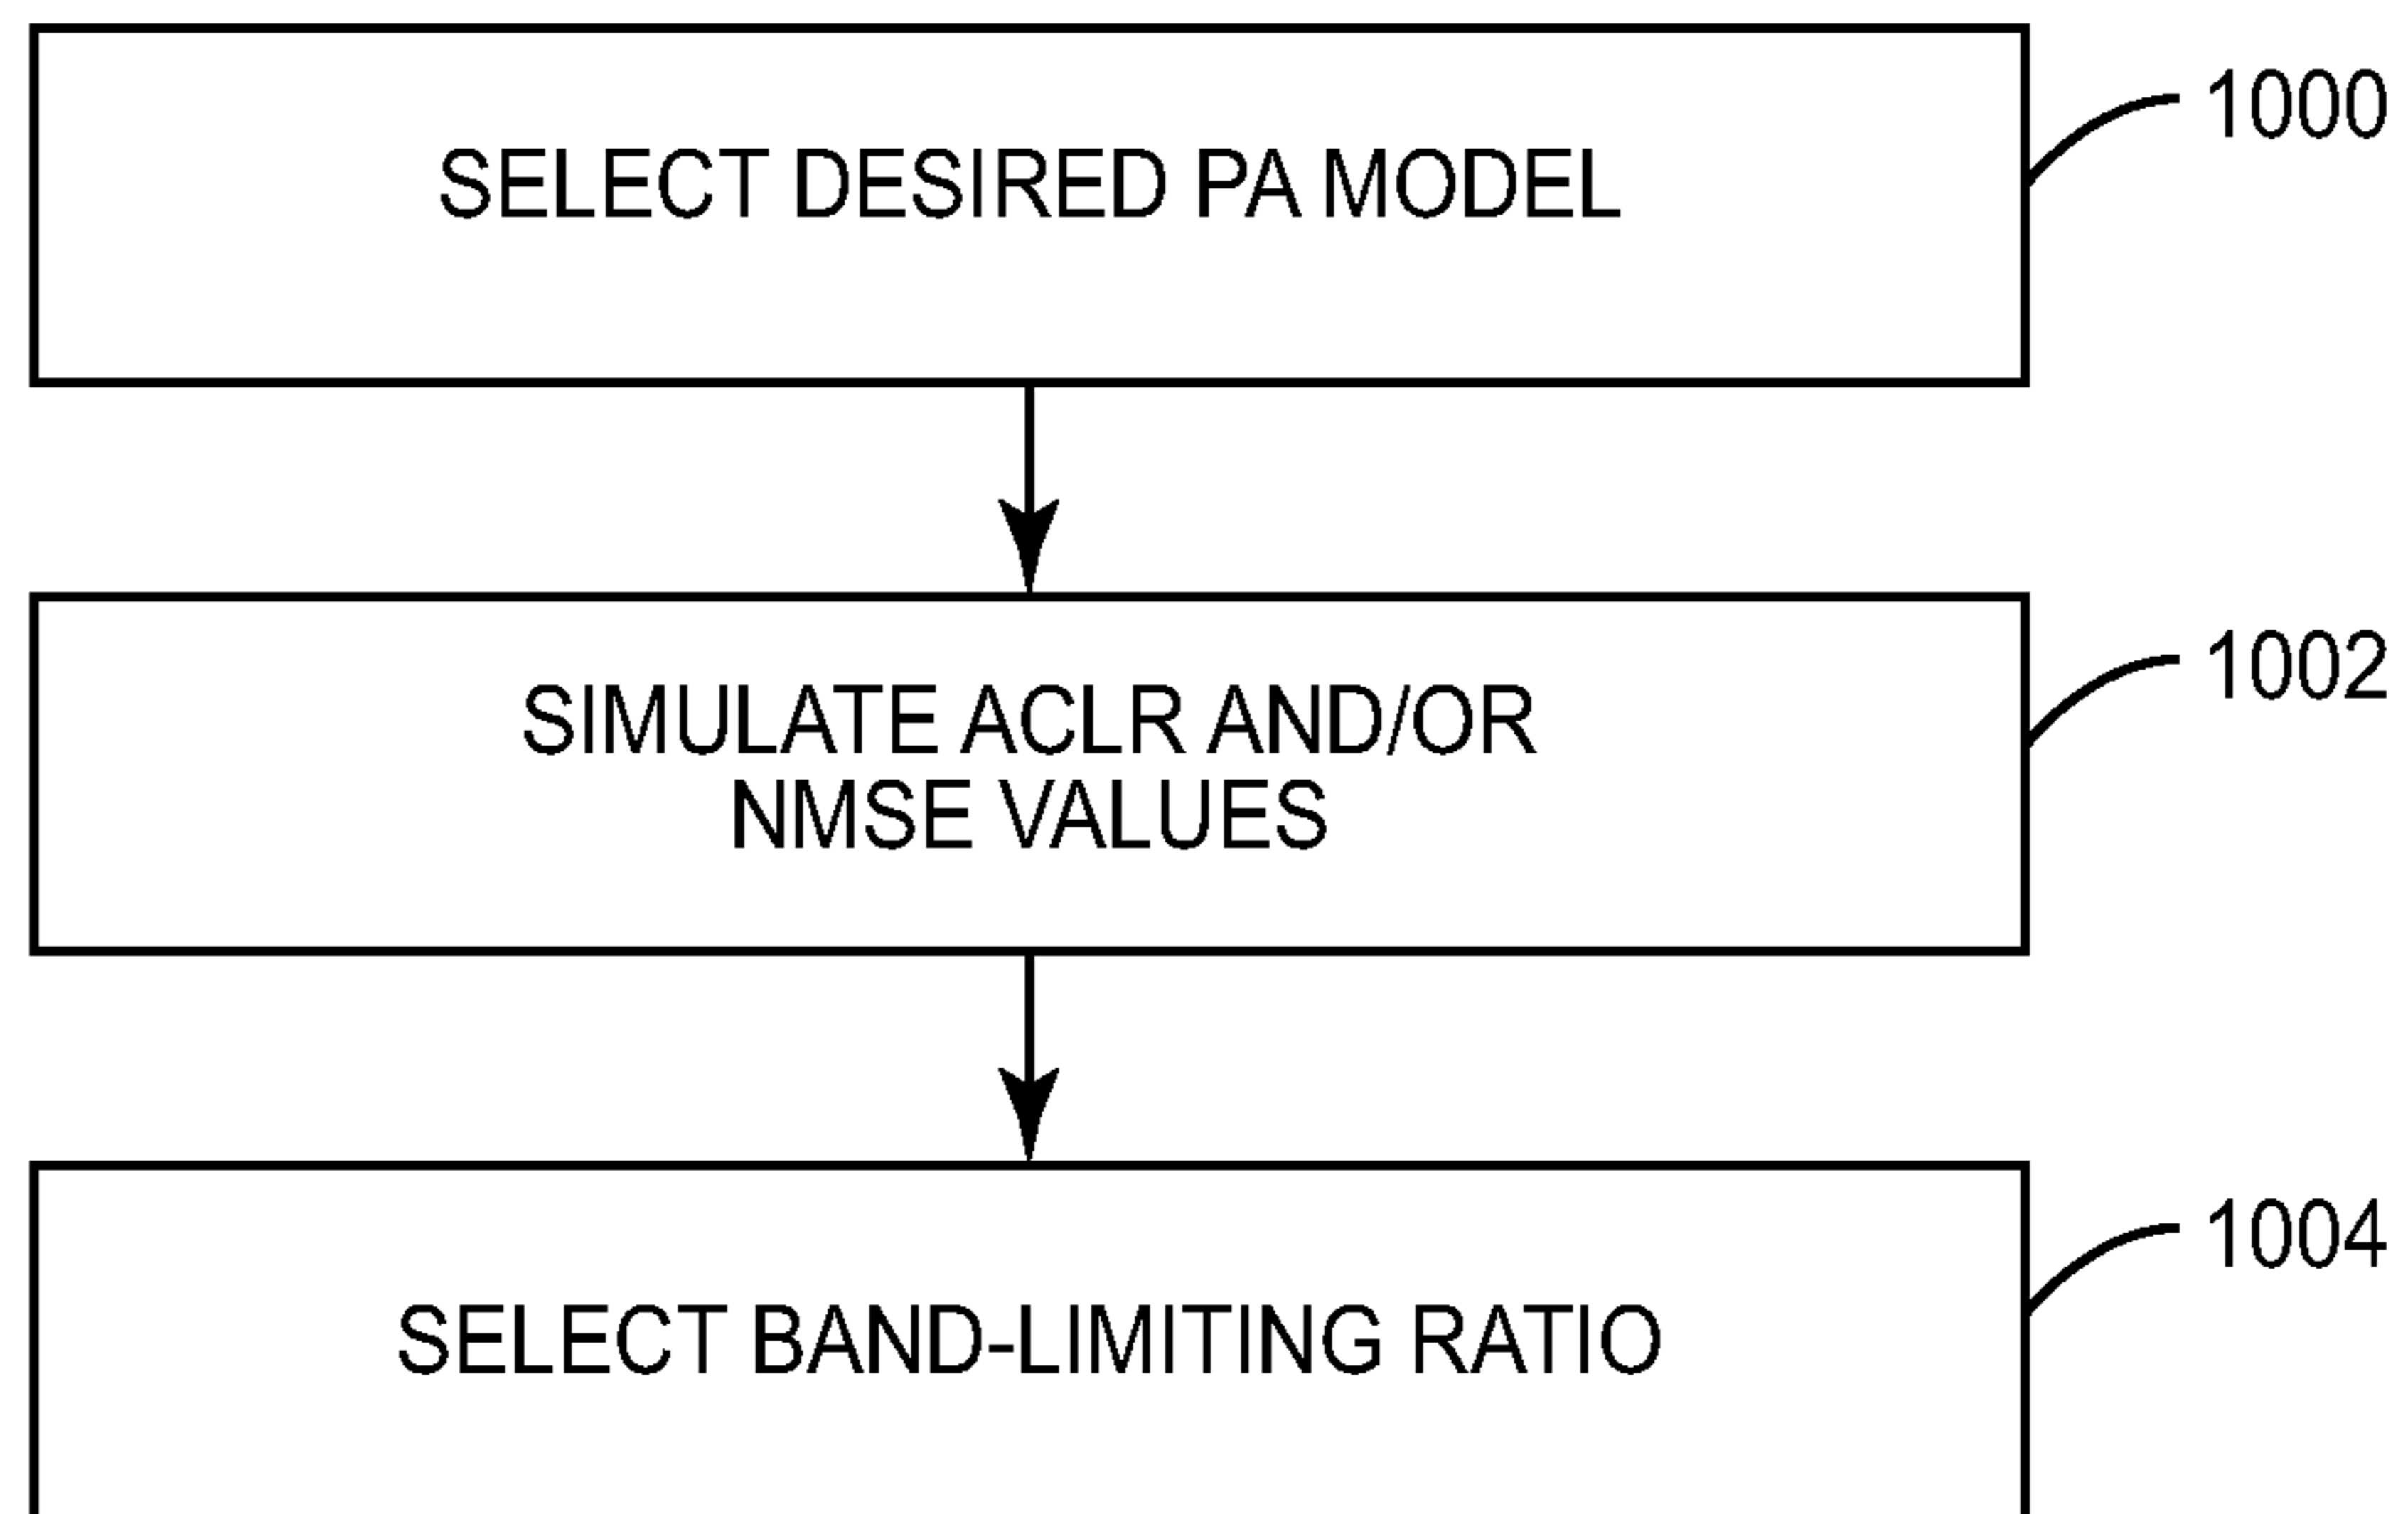 1000
SELECT DESIRED PA MODEL
1002
SIMULATE ACLR AND/OR
NMSE VALUES
1004
SELECT BAND-LIMITING RATIO